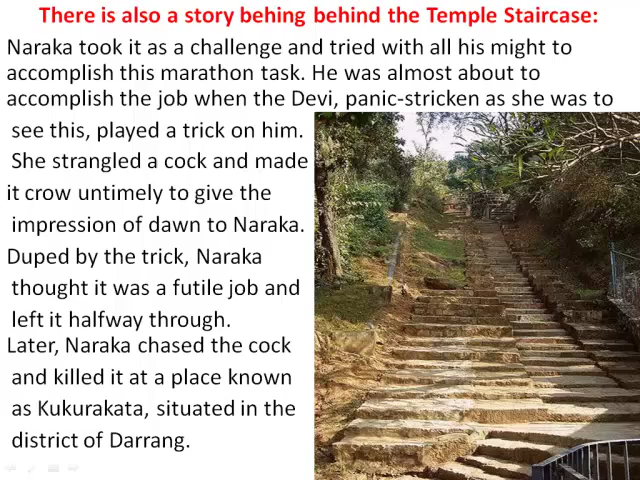 There is also a story behing behind the Temple Staircase:
Naraka took it as a challenge and tried with all his might to
accomplish this marathon task. He was almost about to
accomplish the job when the Devi, panic-stricken as she was to
see this, played a trick on him.
She strangled a cock and made
it crow untimely to give the
impression of dawn to Naraka.
Duped by the trick, Naraka
thought it was a futile job and
left it halfway through.
Later, Naraka chased the cock
and killed it at a place known
as Kukurakata, situated in the
district of Darrang.